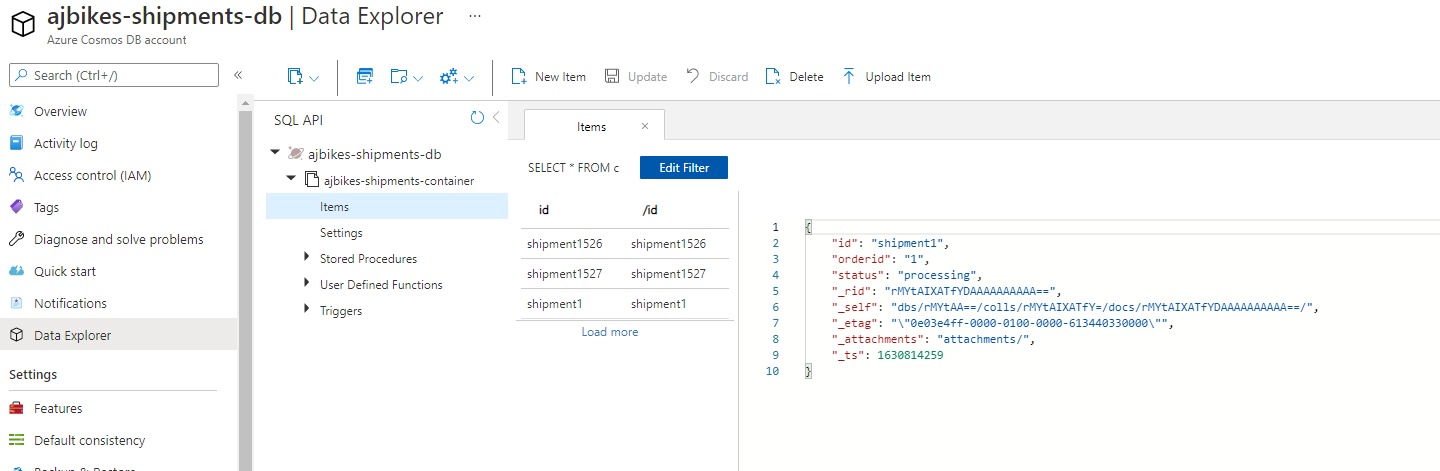 ajbikes-shipments-db | Data Explorer ...
Azure Cosmos DB account
Search (Ctrl+/)
«
Overview
Activity log
Access control (IAM)
Tags
Diagnose and solve problems
Quick start
Notifications
Data Explorer
Settings
Features
Default consistency
Backup & Restore
New Item
Update
Discard
Delete
Upload Item
SQL API
ajbikes-shipments-db
ajbikes-shipments-container
Items
Settings
Stored Procedures
User Defined Functions
Triggers
Items ×
SELECT * FROM c Edit Filter
id /id
shipment1526 shipment1526
shipment1527 shipment1527
shipment1 shipment1
Load more
1 {
2 "id": "shipment1",
3 "orderid": "1",
4 "status": "processing",
5 "_rid": "rMYtAIXATfYDAAAAAAAAAA==",
6 "_self": "dbs/rMYtAA==/colls/rMYtAIXATfY=/docs/rMYtAIXATfYDAAAAAAAAAA==/",
7 "_etag": "\"0e03e4ff-0000-0100-0000-613440330000\"",
8 "_attachments": "attachments/",
9 "_ts": 1630814259
10 }